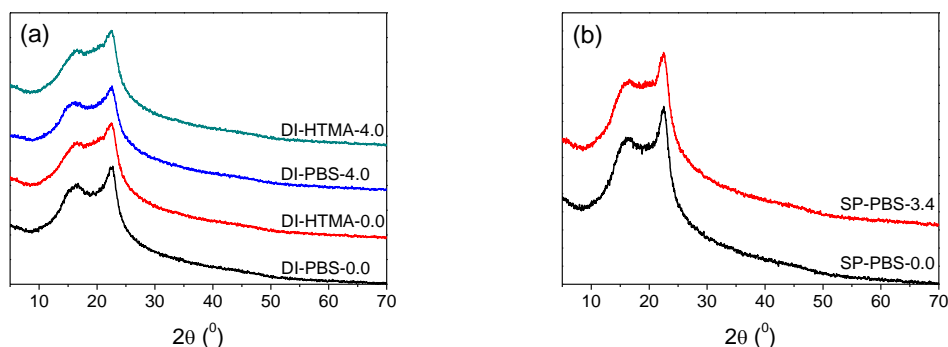 (a)
DI-HTMA-4.0
DI-PBS-4.0
DI-HTMA-0.0
DI-PBS-0.0
10 20 30 40 50 60 70
2θ (⁰)
(b)
SP-PBS-3.4
SP-PBS-0.0
10 20 30 40 50 60 70
2θ (⁰)